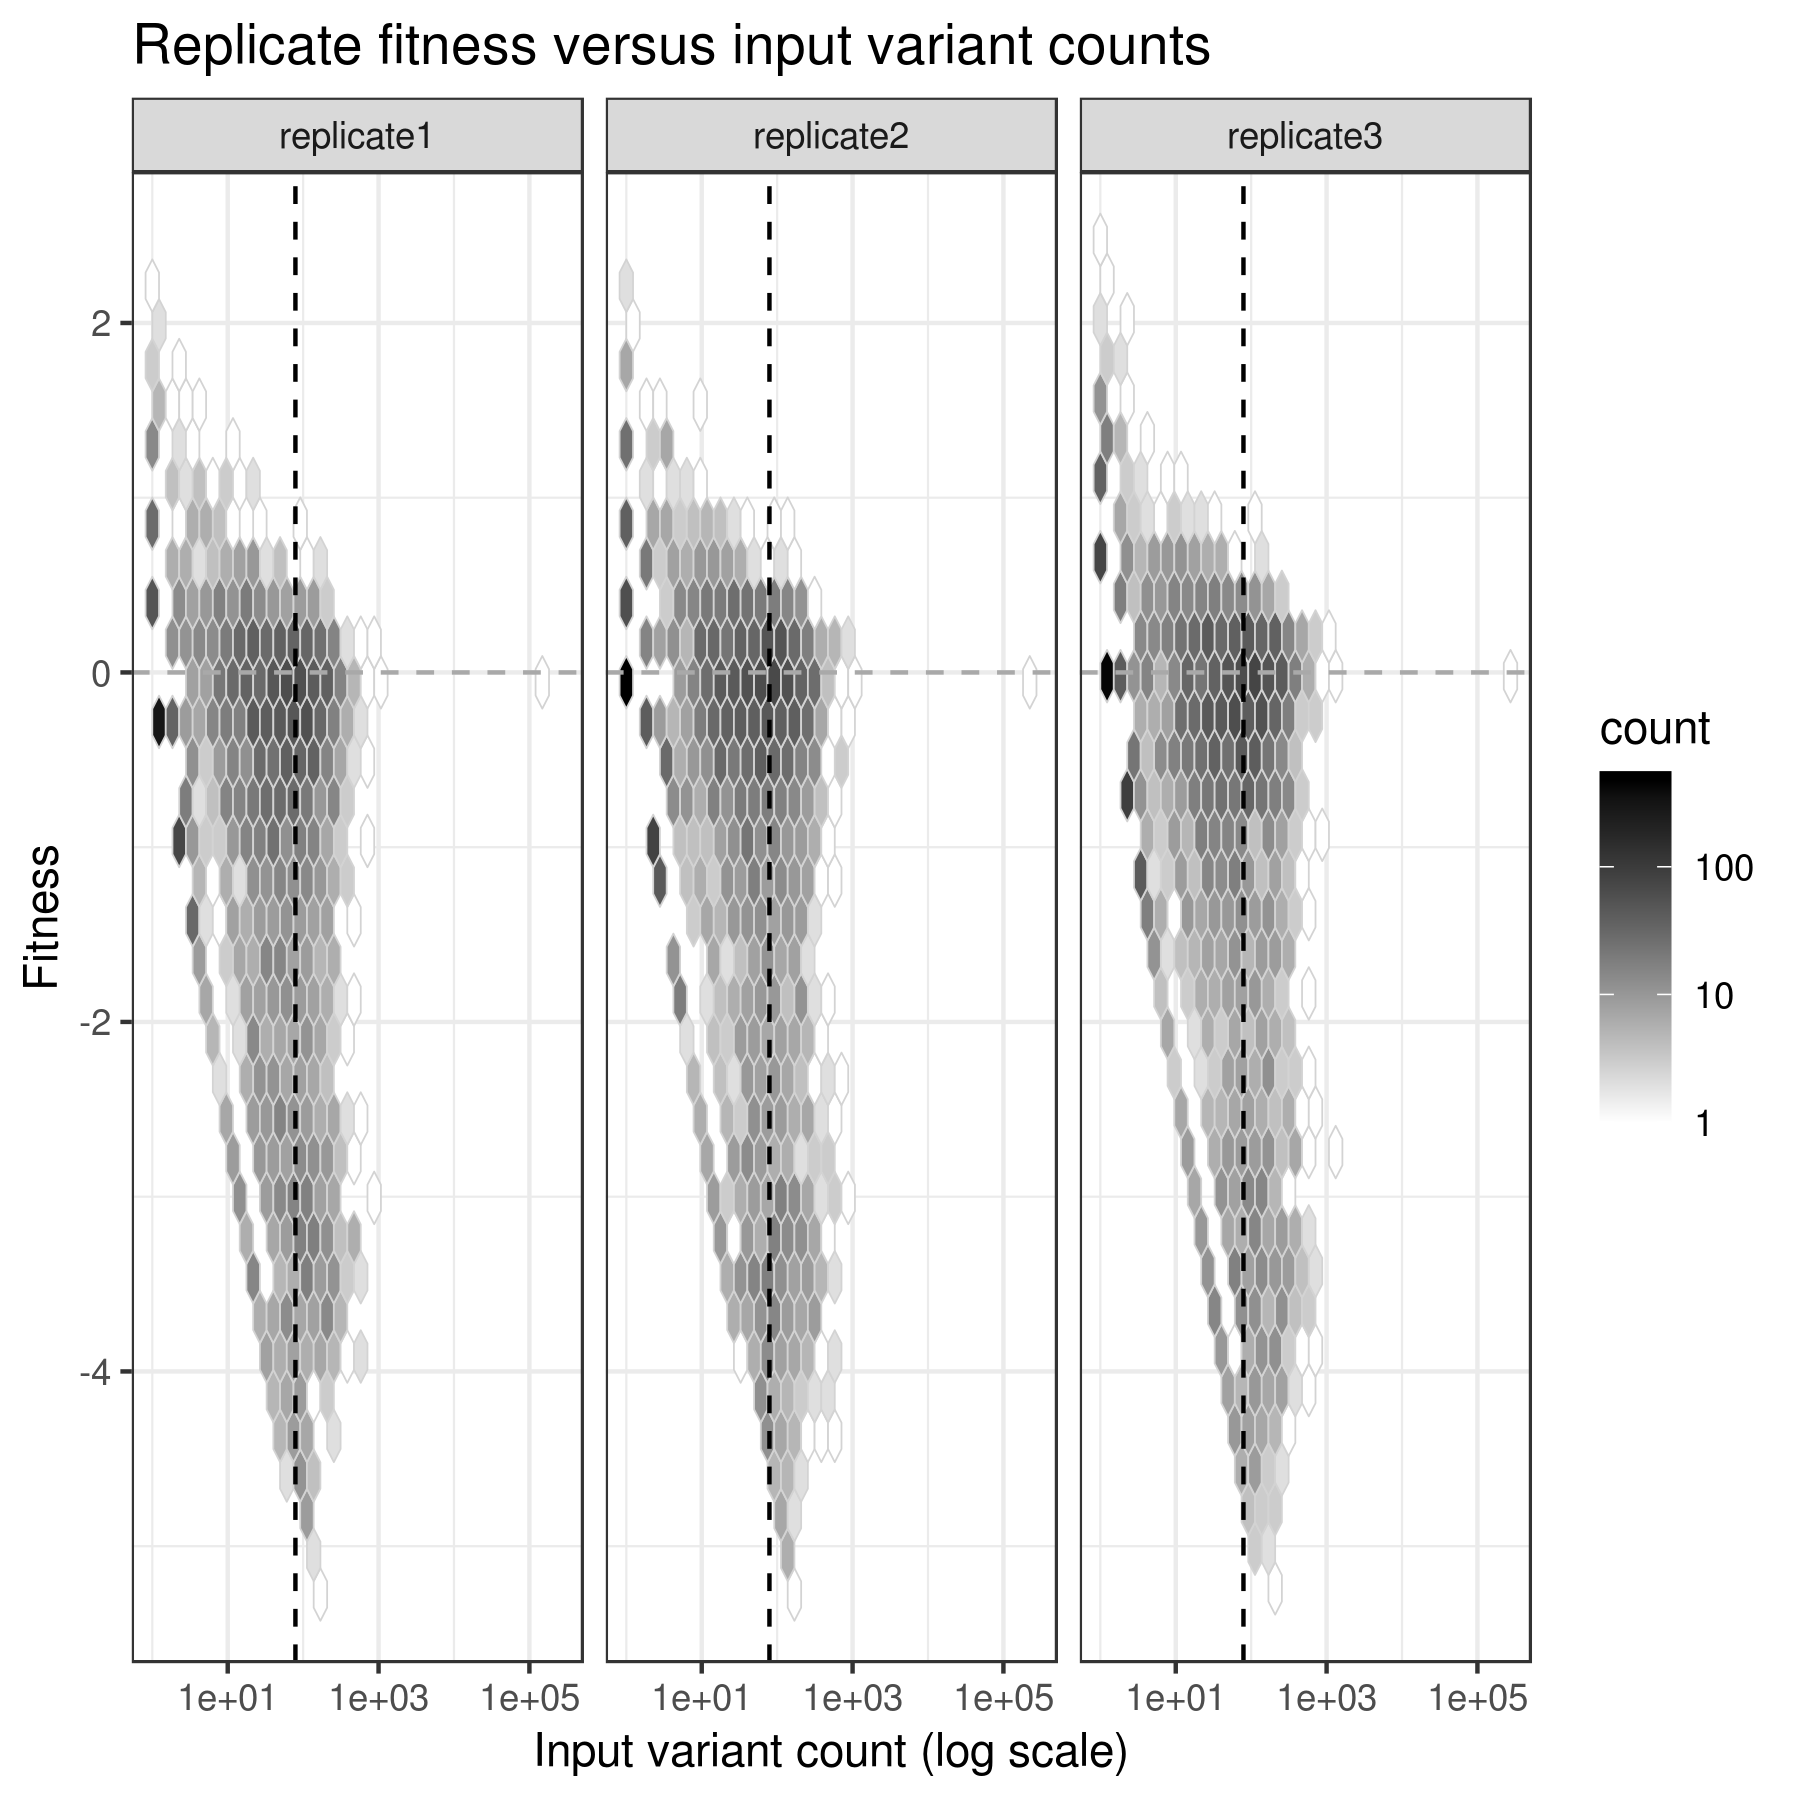 Replicate fitness versus input variant counts
replicate1 replicate2 replicate3
2
0
-2
-4
Fitness
1e+01 1e+03 1e+05 1e+01 1e+03 1e+05 1e+01 1e+03 1e+05
Input variant count (log scale)
count
100
10
1